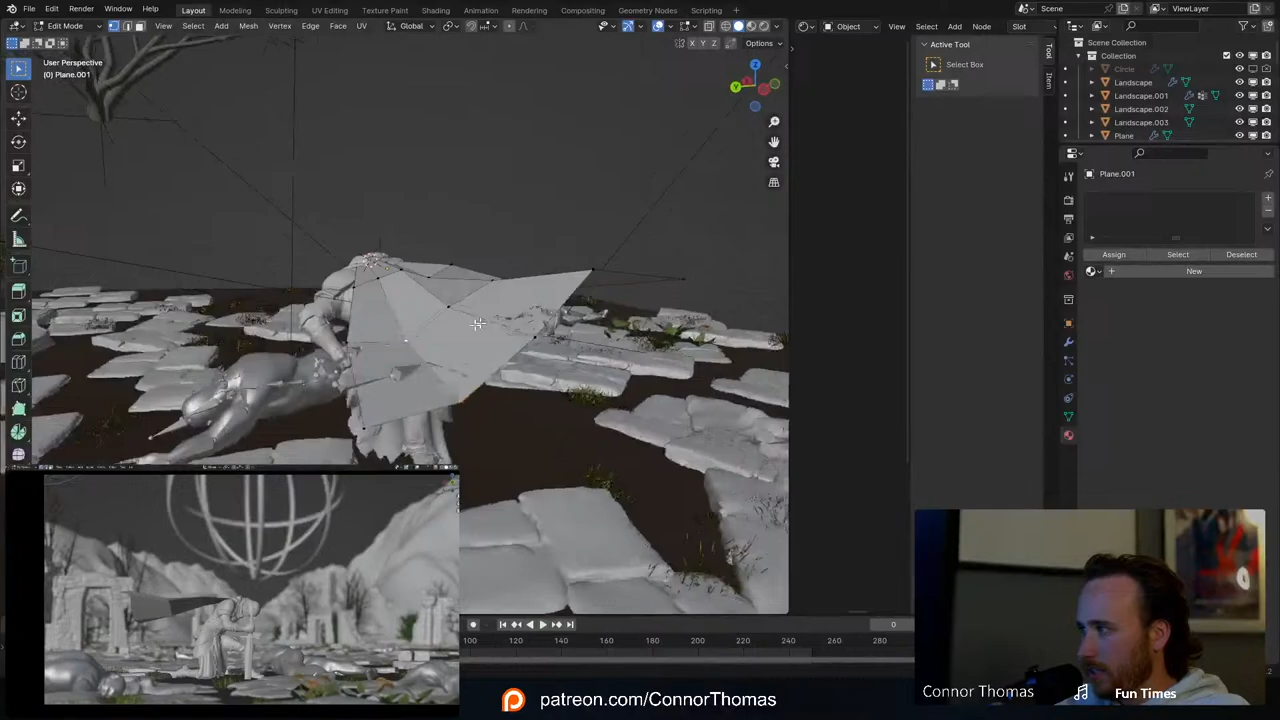 File Edit Render Window Help Layout Modeling Sculpting UV Editing Texture Paint Shading Animation Rendering Compositing Geometry Nodes Scripting Scene ViewLayer
Edit Mode View Select Add Mesh Vertex Edge Face UV Global Object View Select Add Node Slot
X Y Z Options
User Perspective
(0) Plane.001
Z
Y
Active Tool
Select Box
Tool
Item
Scene Collection
Collection
Circle
Landscape
Landscape.001
Landscape.002
Landscape.003
Plane
Plane.001
Assign Select Deselect
New
0
100 120 140 160 180 200 220 240 260 280
patreon.com/ConnorThomas
Connor Thomas Fun Times